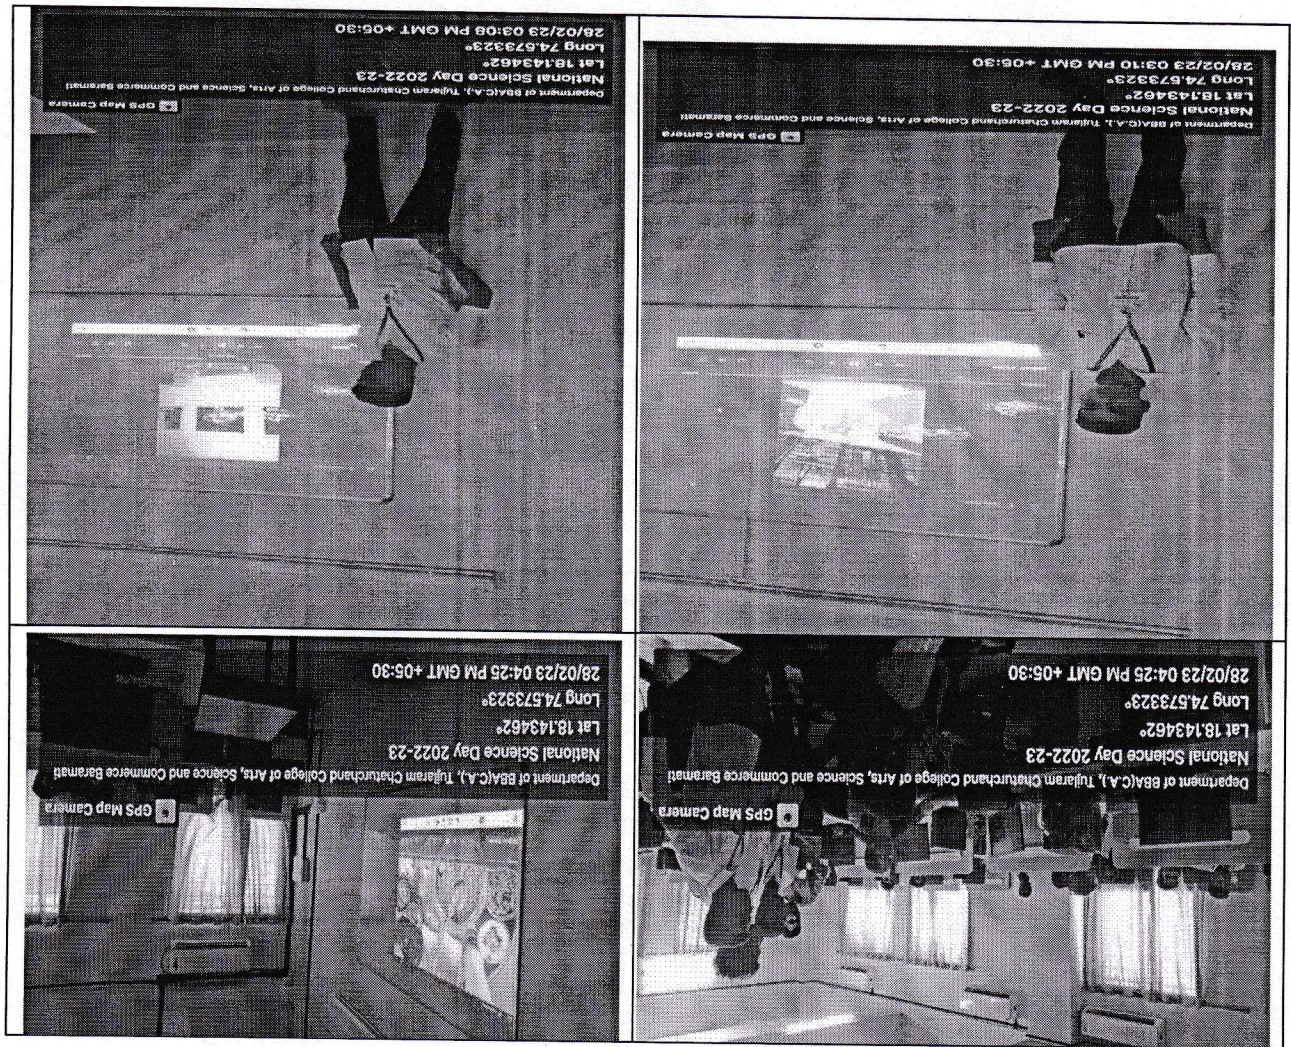 GPS Map Camera
Department of BBA(C.A.), Tuljaram Chaturchand College of Arts, Science and Commerce Baramati
National Science Day 2022-23
Lat 18.143462°
Long 74.573323°
28/02/23 04:25 PM GMT +05:30
GPS Map Camera
Department of BBA(C.A.), Tuljaram Chaturchand College of Arts, Science and Commerce Baramati
National Science Day 2022-23
Lat 18.143462°
Long 74.573323°
28/02/23 04:25 PM GMT +05:30
GPS Map Camera
Department of BBA(C.A.), Tuljaram Chaturchand College of Arts, Science and Commerce Baramati
National Science Day 2022-23
Lat 18.143462°
Long 74.573323°
28/02/23 03:10 PM GMT +05:30
GPS Map Camera
Department of BBA(C.A.), Tuljaram Chaturchand College of Arts, Science and Commerce Baramati
National Science Day 2022-23
Lat 18.143462°
Long 74.573323°
28/02/23 03:08 PM GMT +05:30